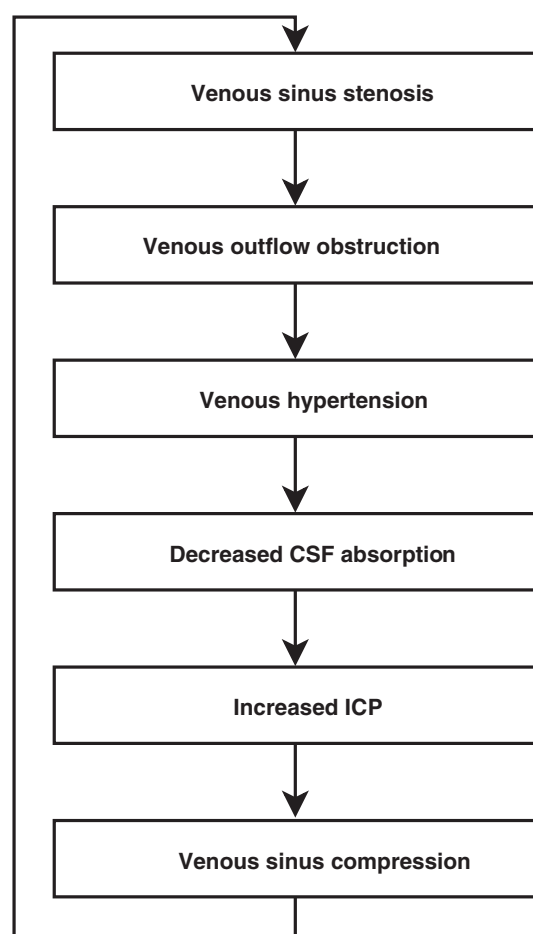 Venous sinus stenosis
Venous outflow obstruction
Venous hypertension
Decreased CSF absorption
Increased ICP
Venous sinus compression